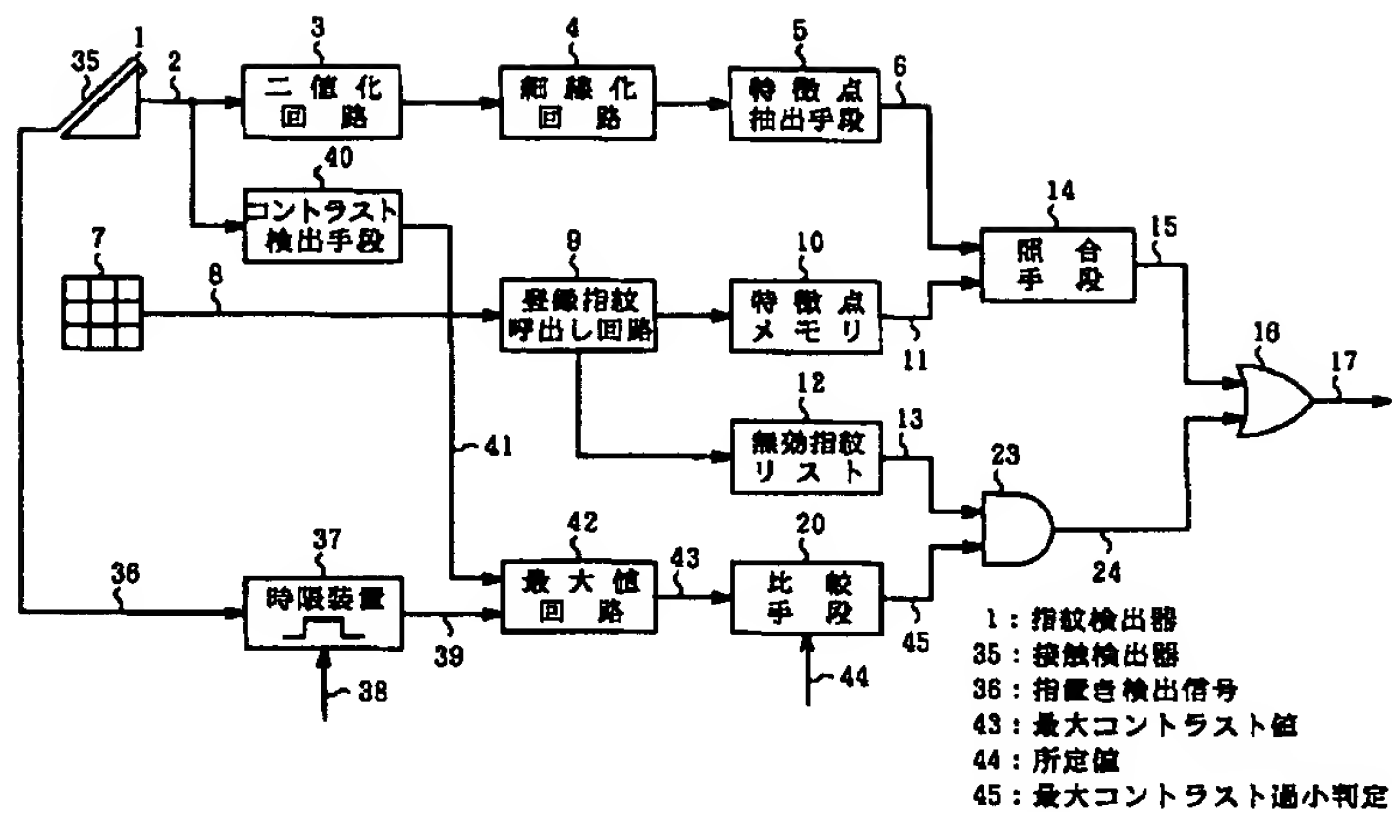 1
35
2
3
二値化
回路
4
細線化
回路
5
特徴点
抽出手段
6
40
コントラスト
検出手段
7
8
9
登録指紋
呼出し回路
10
特徴点
メモリ
11
14
照合
手段
15
16
17
12
無効指紋
リスト
13
41
23
24
36
37
時限装置
38
39
42
最大値
回路
43
20
比較
手段
44
45
1:指紋検出器
35:接触検出器
36:指置き検出信号
43:最大コントラスト値
44:所定値
45:最大コントラスト過小判定